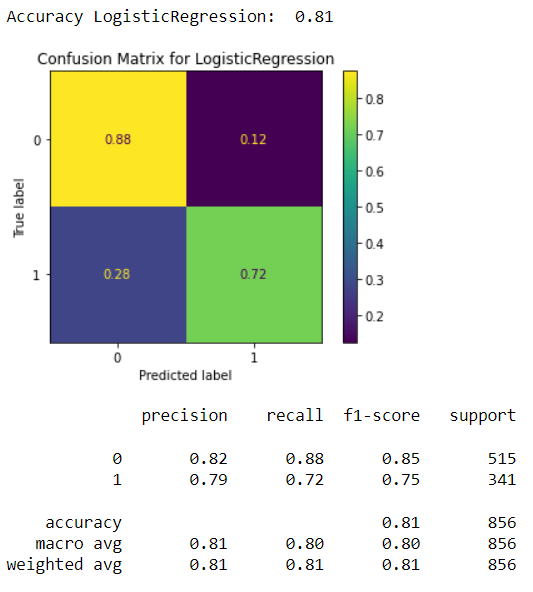 Accuracy LogisticRegression:  0.81
Confusion Matrix for LogisticRegression
0.8
0 0.88 0.12
0.7
0.6
True label
0.5
0.4
1 0.28 0.72
0.3
0.2
0 1
Predicted label
precision recall f1-score support
0 0.82 0.88 0.85 515
1 0.79 0.72 0.75 341
accuracy 0.81 856
macro avg 0.81 0.80 0.80 856
weighted avg 0.81 0.81 0.81 856